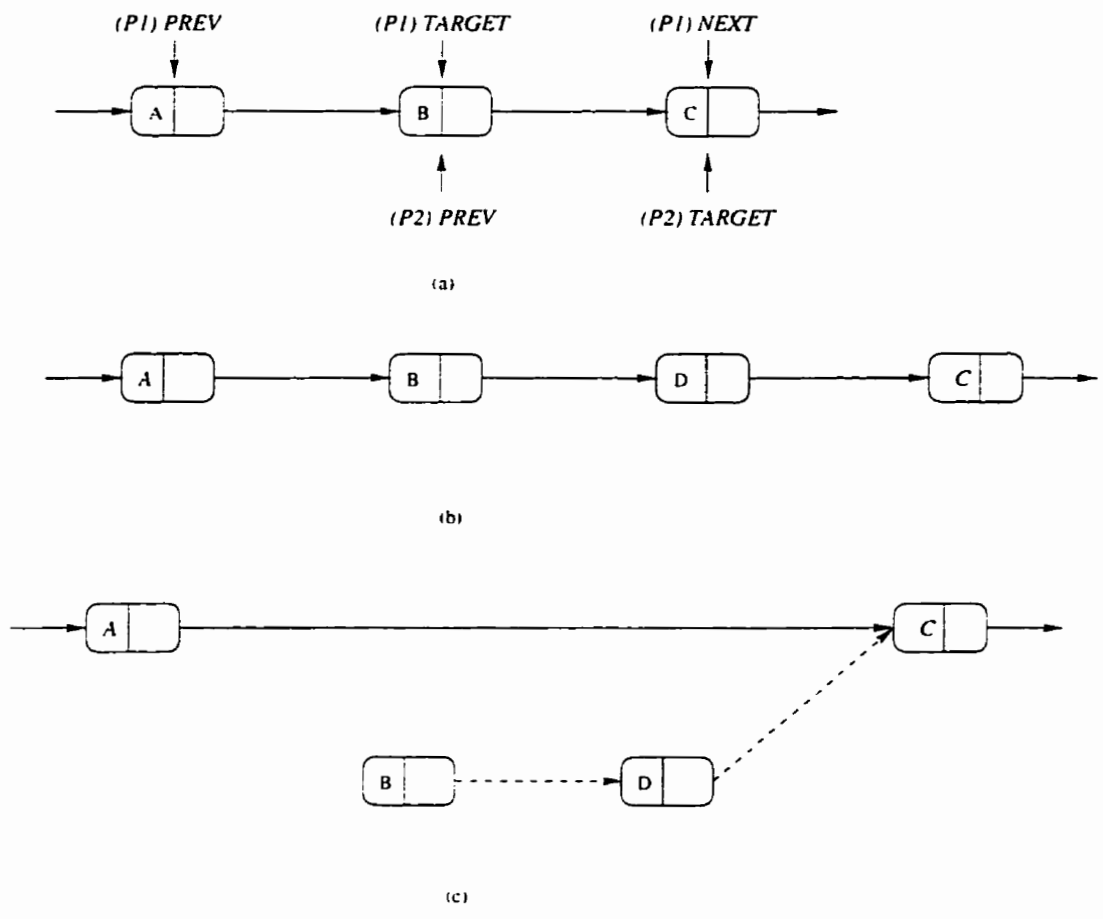 (P1) PREV (P1) TARGET (P1) NEXT
A B C
(P2) PREV (P2) TARGET
(a)
A B D C
(b)
A C
B D
(c)